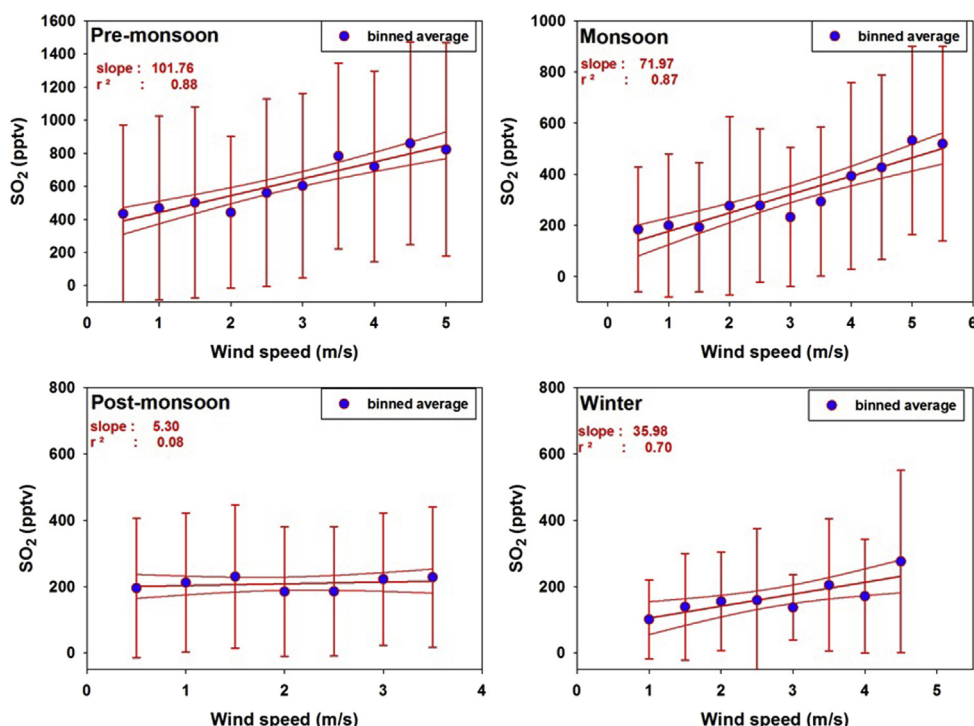 Pre-monsoon
binned average
slope : 101.76
r² : 0.88
SO₂ (pptv)
1600
1400
1200
1000
800
600
400
200
0
0 1 2 3 4 5
Wind speed (m/s)
Monsoon
binned average
slope : 71.97
r² : 0.87
SO₂ (pptv)
1000
800
600
400
200
0
0 1 2 3 4 5 6
Wind speed (m/s)
Post-monsoon
binned average
slope : 5.30
r² : 0.08
SO₂ (pptv)
800
600
400
200
0
0 1 2 3 4
Wind speed (m/s)
Winter
binned average
slope : 35.98
r² : 0.70
SO₂ (pptv)
800
600
400
200
0
0 1 2 3 4 5
Wind speed (m/s)